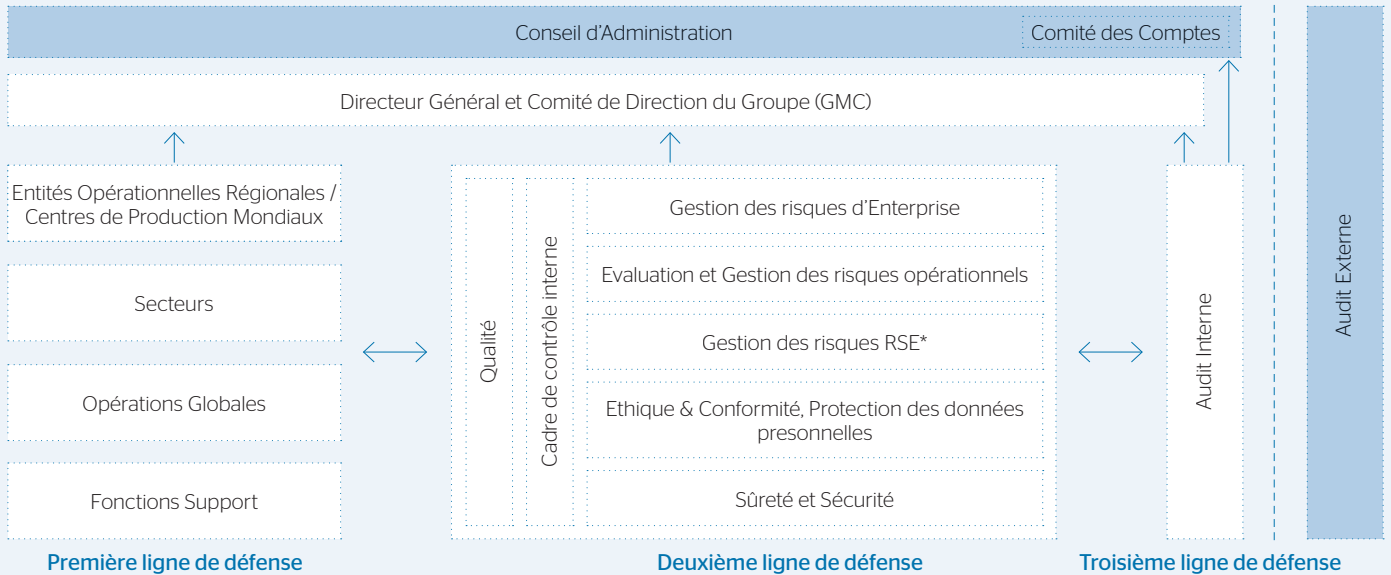 Conseil d’Administration
Comité des Comptes
Directeur Général et Comité de Direction du Groupe (GMC)
Entités Opérationnelles Régionales /
Centres de Production Mondiaux
Secteurs
Opérations Globales
Fonctions Support
Première ligne de défense
Qualité
Cadre de contrôle interne
Gestion des risques d’Enterprise
Evaluation et Gestion des risques opérationnels
Gestion des risques RSE*
Ethique & Conformité, Protection des données
presonnelles
Sûreté et Sécurité
Deuxième ligne de défense
Audit Interne
Troisième ligne de défense
Audit Externe